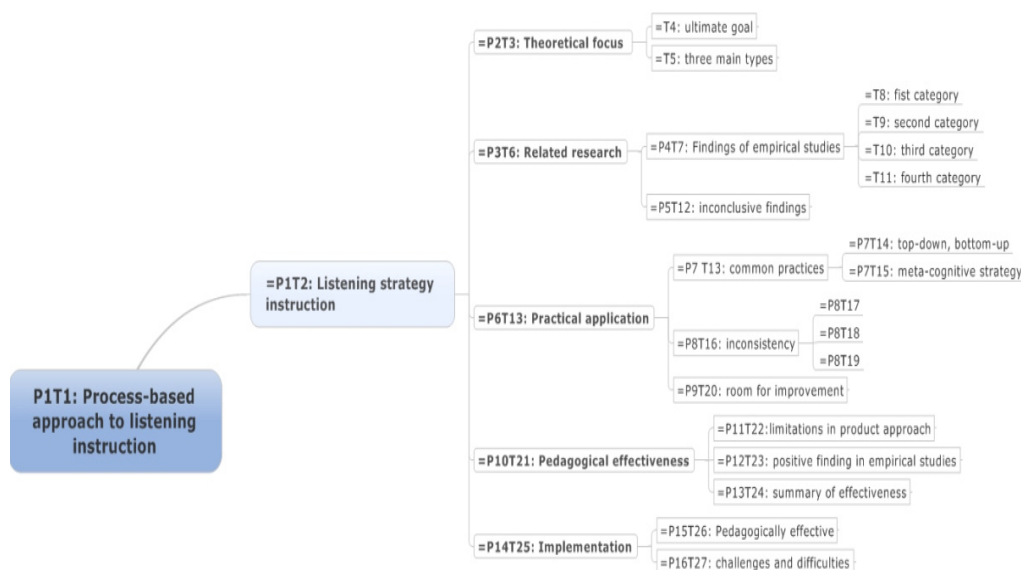 P1T1: Process-based
approach to listening
instruction
=P1T2: Listening strategy
instruction
=P2T3: Theoretical focus
=T4: ultimate goal
=T5: three main types
=P3T6: Related research
=P4T7: Findings of empirical studies
=T8: fist category
=T9: second category
=T10: third category
=T11: fourth category
=P5T12: inconclusive findings
=P6T13: Practical application
=P7 T13: common practices
=P7T14: top-down, bottom-up
=P7T15: meta-cognitive strategy
=P8T16: inconsistency
=P8T17
=P8T18
=P8T19
=P9T20: room for improvement
=P10T21: Pedagogical effectiveness
=P11T22:limitations in product approach
=P12T23: positive finding in empirical studies
=P13T24: summary of effectiveness
=P14T25: Implementation
=P15T26: Pedagogically effective
=P16T27: challenges and difficulties